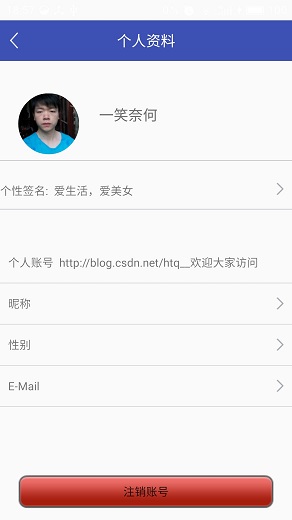 个人资料
一笑奈何
个性签名: 爱生活，爱美女
个人账号 http://blog.csdn.net/htq__欢迎大家访问
昵称
性别
E-Mail
注销账号